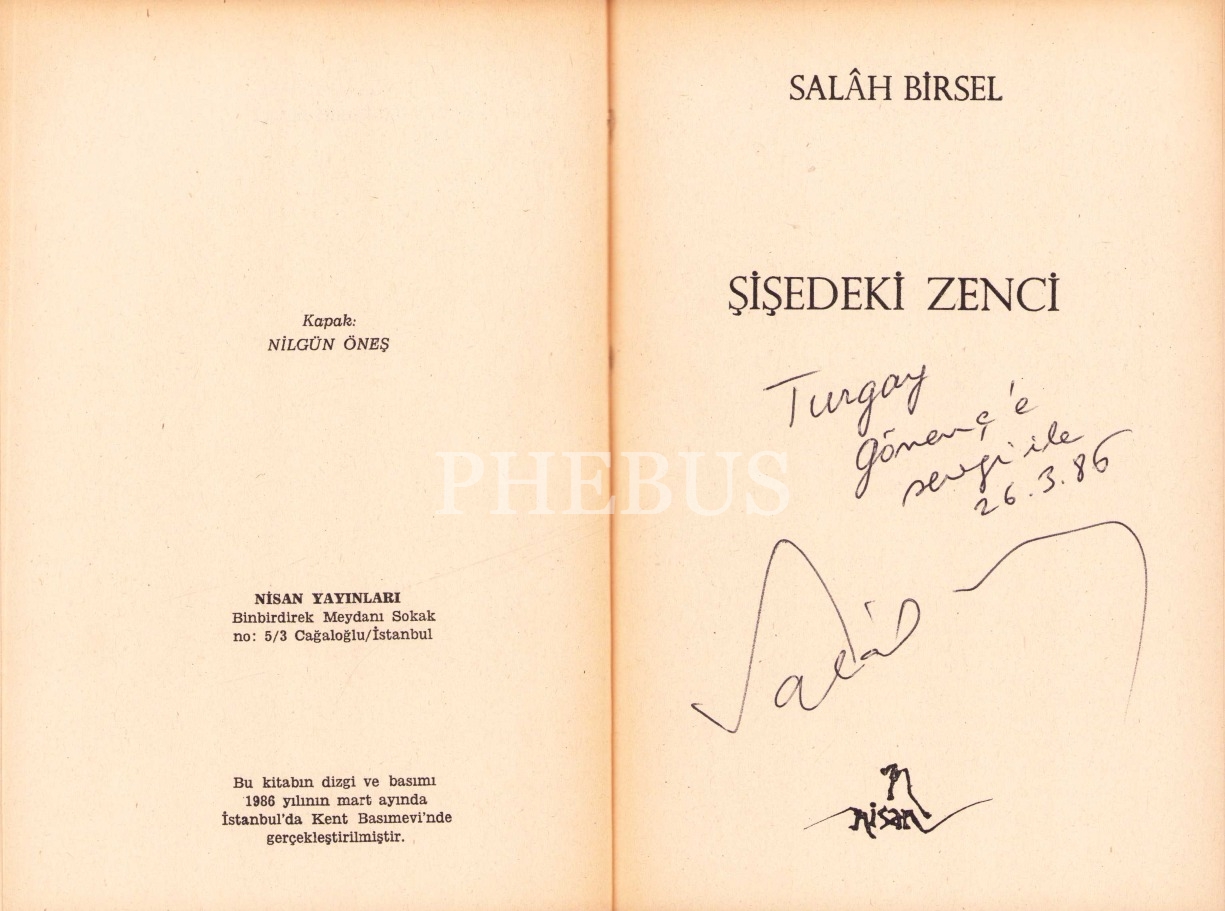 Kapak:
NİLGÜN ÖNEŞ
NİSAN YAYINLARI
Binbirdirek Meydanı Sokak
no: 5/3 Cağaloğlu/İstanbul
Bu kitabın dizgi ve basımı
1986 yılının mart ayında
İstanbul'da Kent Basımevi'nde
gerçekleştirilmiştir.
SALÂH BİRSEL
ŞİŞEDEKİ ZENCİ
Turgay
Gönenç'e
sevgi ile
26.3.86
Salâh
nisan
PHEBUS